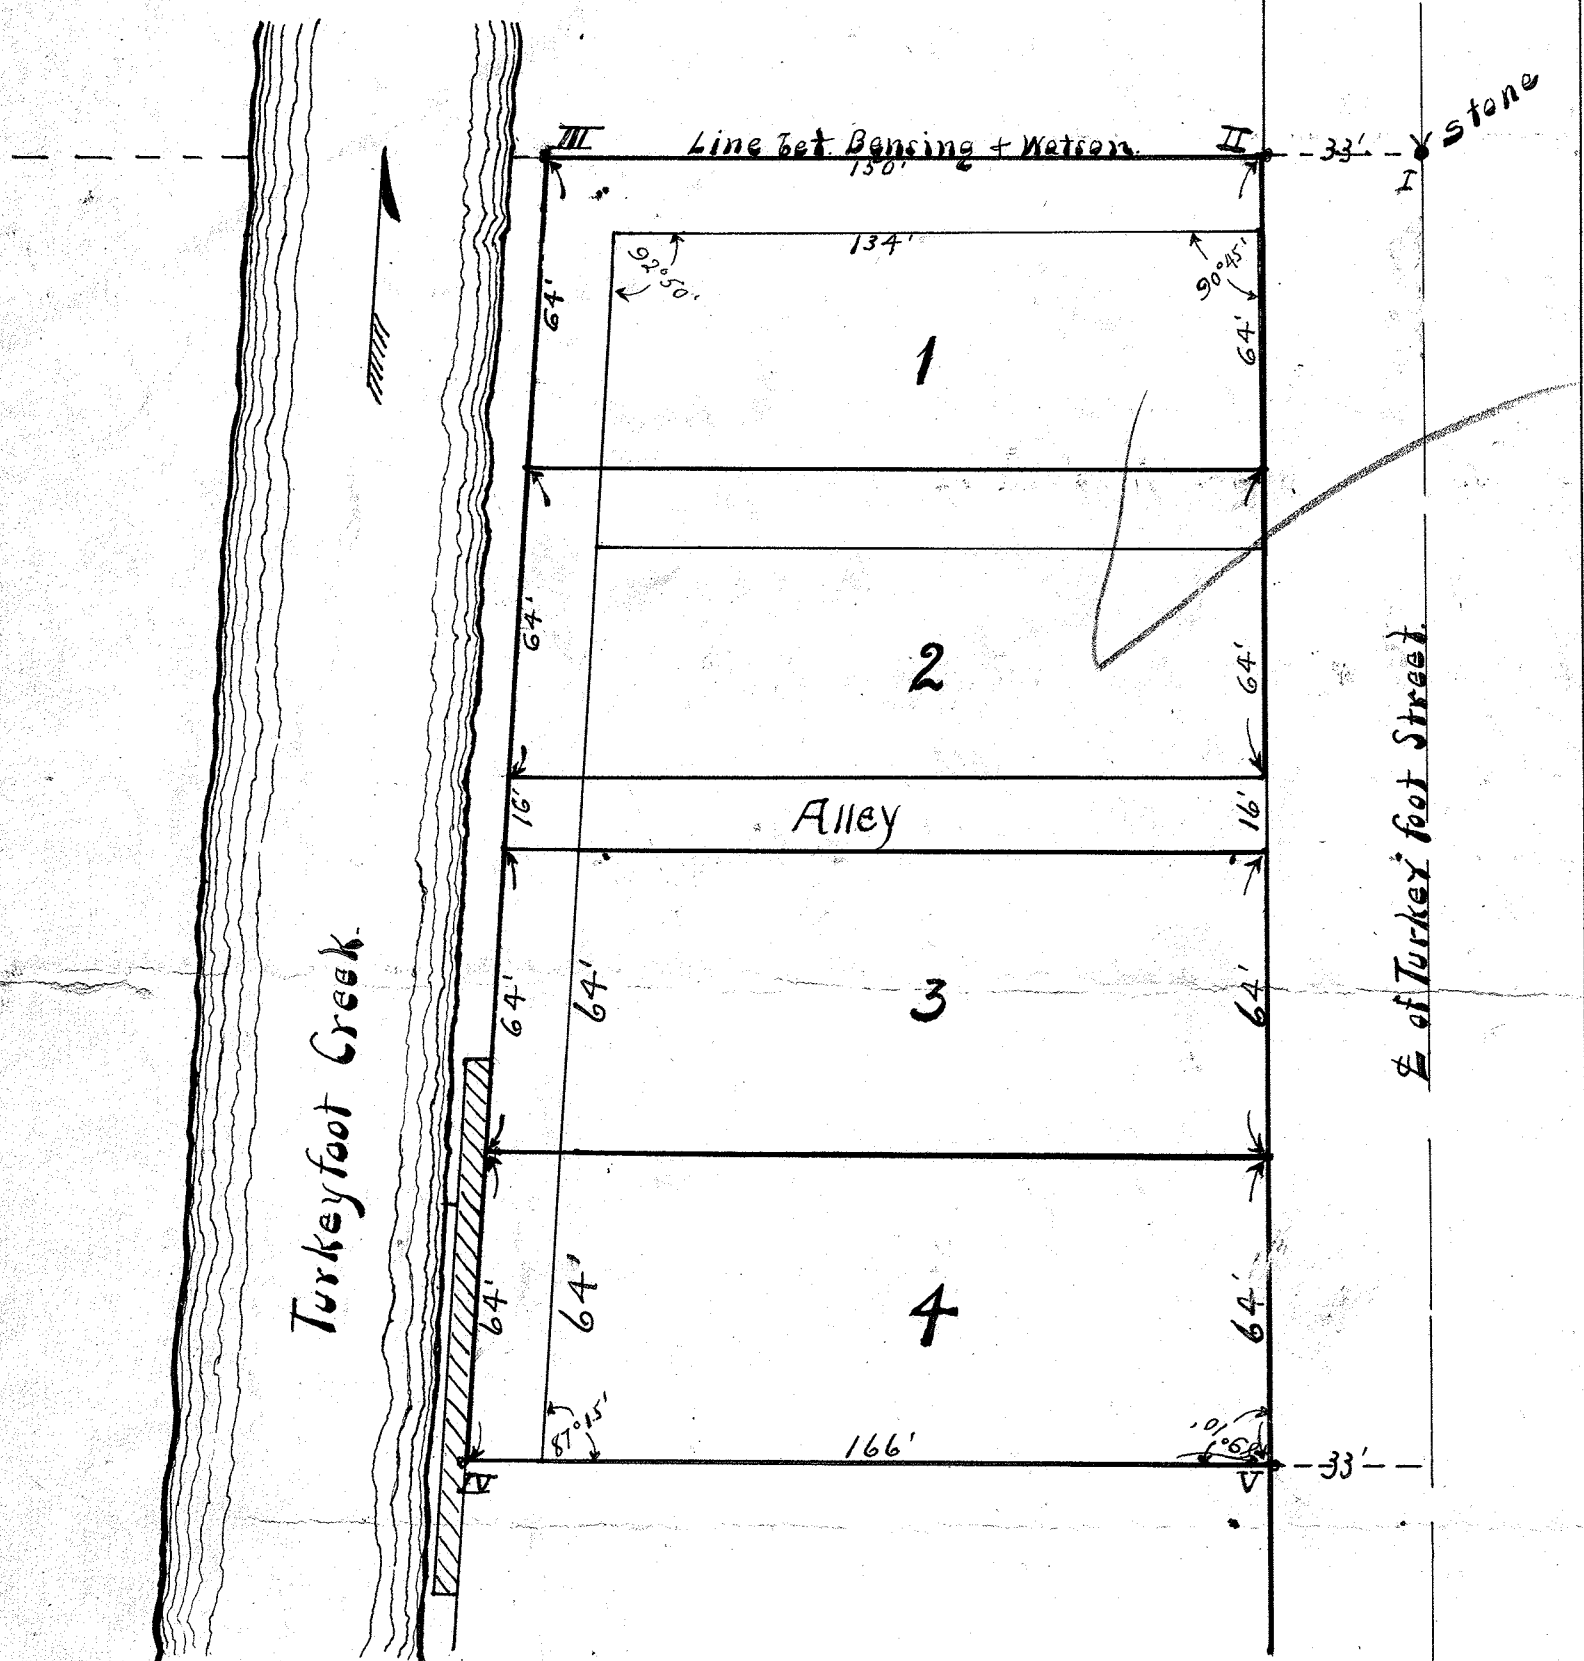 stone
III
Line bet. Bensing + Watson.
II
33'
I
150'
134'
92°50'
90°45'
64'
64'
1
64'
2
64'
16'
Alley
16'
64'
64'
3
64'
Turkeyfoot Creek.
℄ of Turkey foot Street.
64'
64'
4
64'
87°15'
166'
89°10'
IV
V
33'